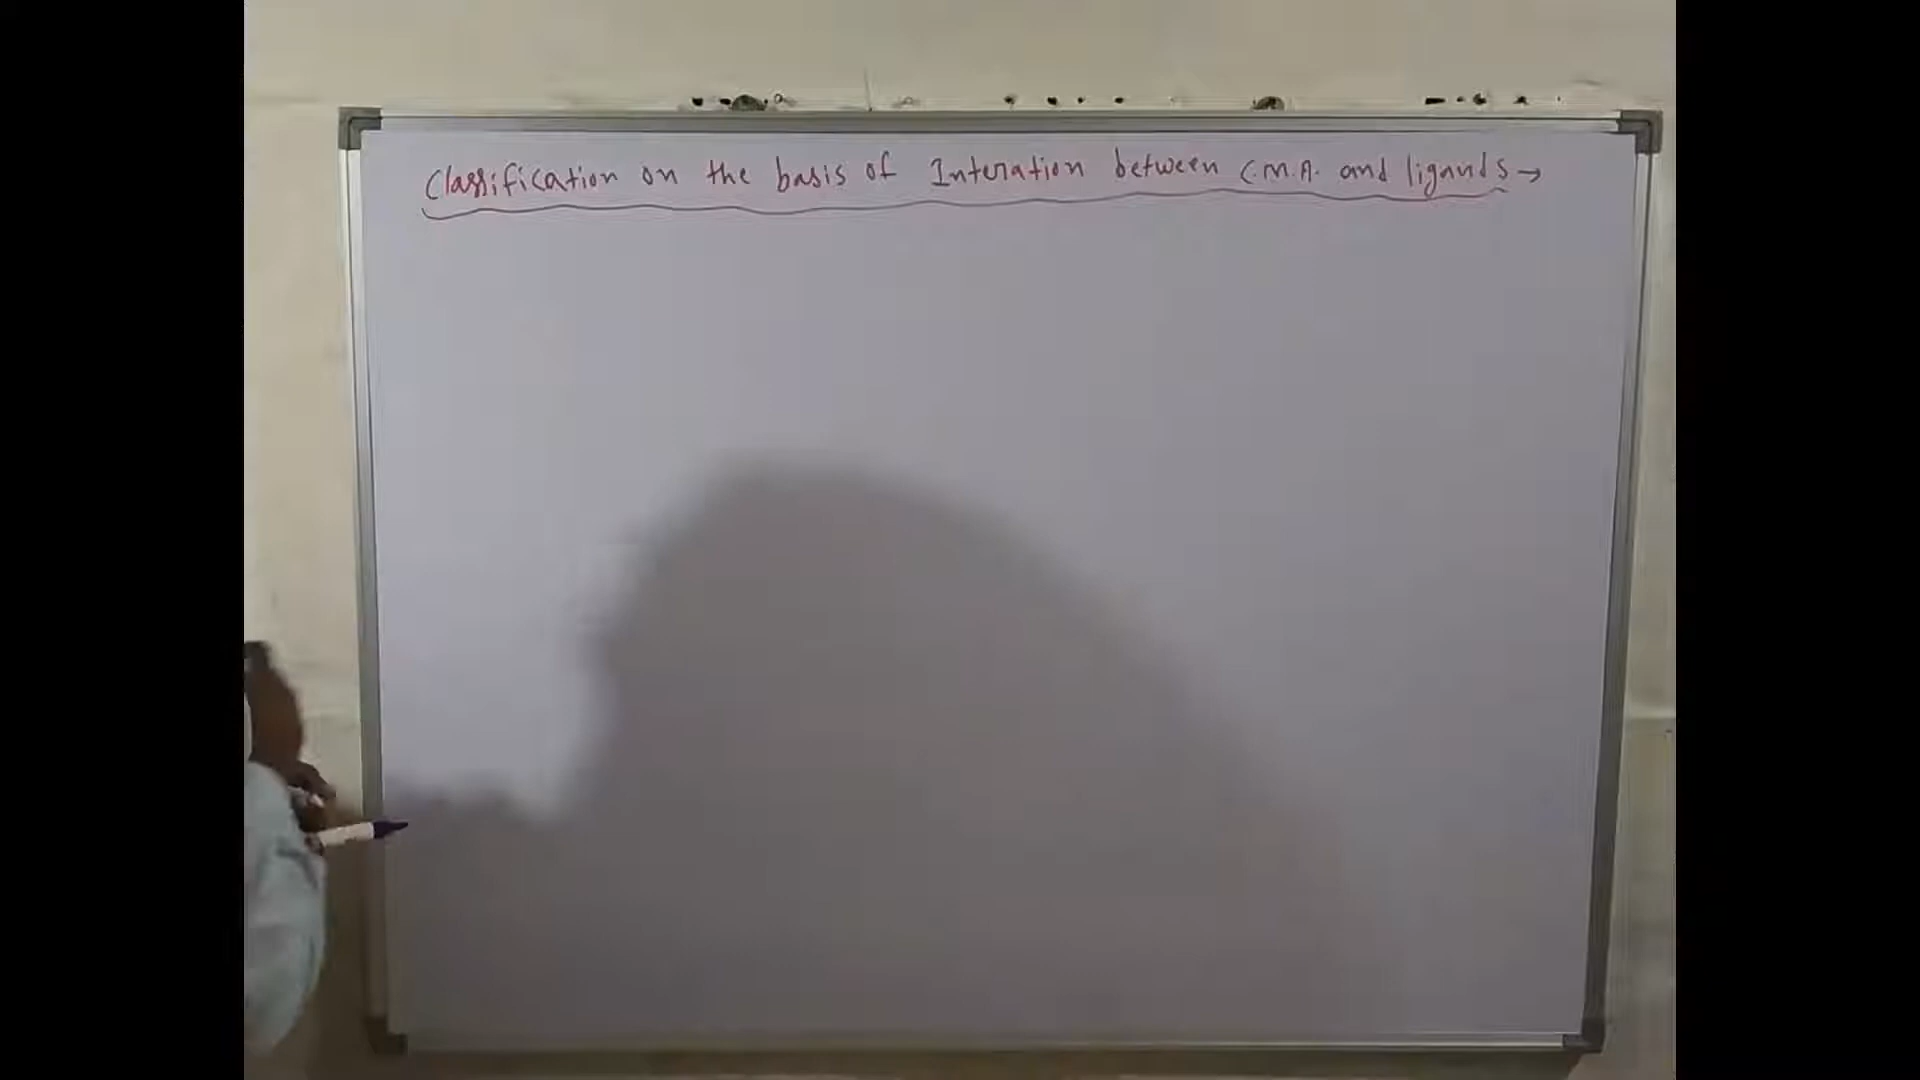 Classification on the basis of Interation between C.M.A. and ligands →